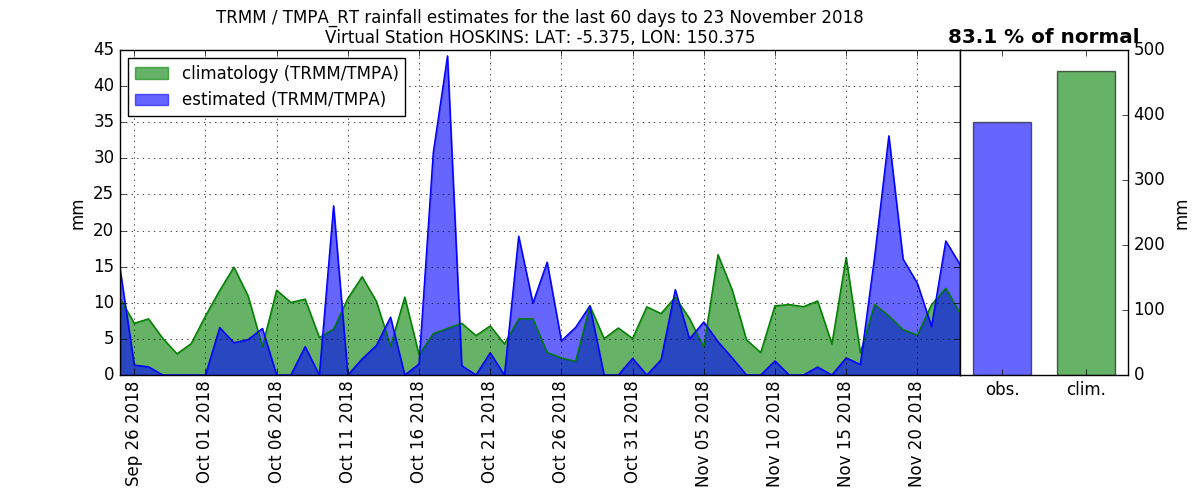 TRMM / TMPA_RT rainfall estimates for the last 60 days to 23 November 2018
Virtual Station HOSKINS: LAT: -5.375, LON: 150.375
83.1 % of normal
climatology (TRMM/TMPA)
estimated (TRMM/TMPA)
45
40
35
30
25
20
15
10
5
0
mm
Sep 26 2018
Oct 01 2018
Oct 06 2018
Oct 11 2018
Oct 16 2018
Oct 21 2018
Oct 26 2018
Oct 31 2018
Nov 05 2018
Nov 10 2018
Nov 15 2018
Nov 20 2018
obs.
clim.
500
400
300
200
100
0
mm